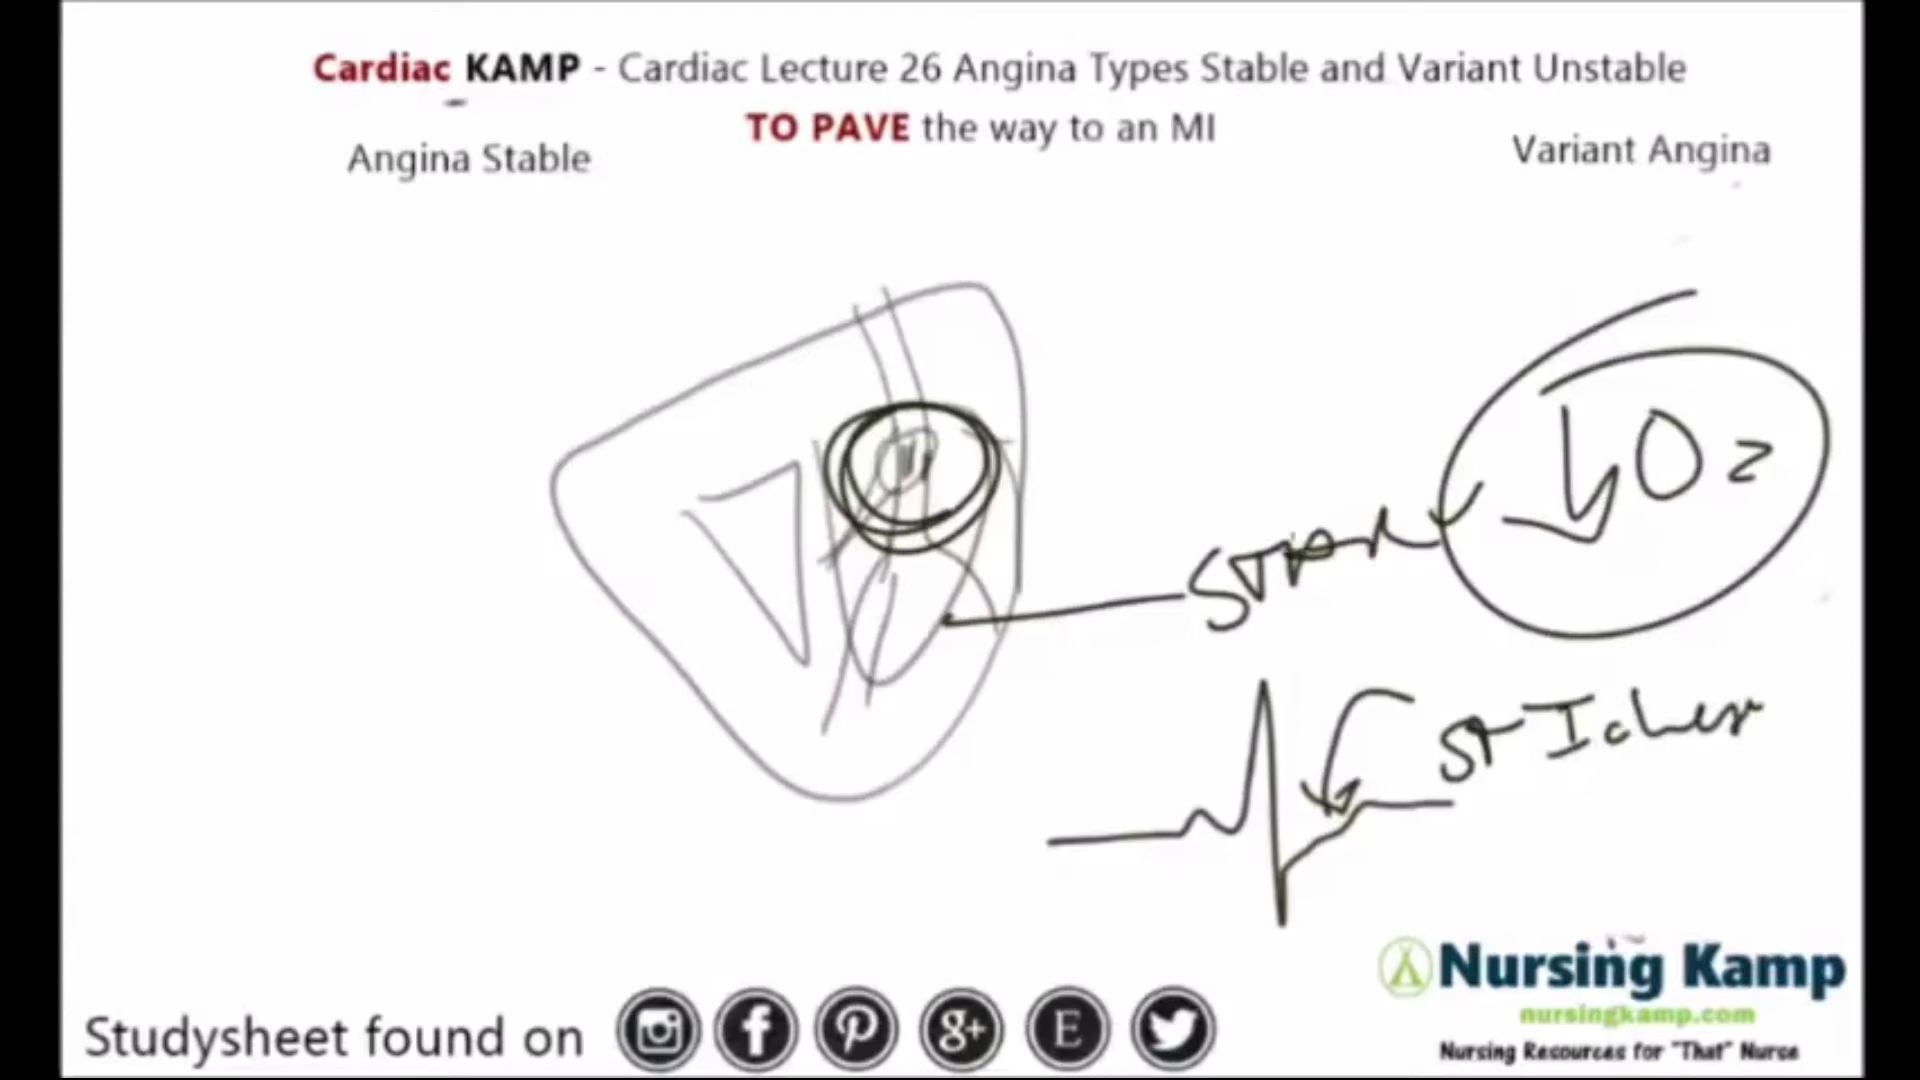 Cardiac KAMP - Cardiac Lecture 26 Angina Types Stable and Variant Unstable
TO PAVE the way to an MI
Angina Stable
Variant Angina
↓O2
ST
Nursing Kamp
nursingkamp.com
Nursing Resources for "That" Nurse
Studysheet found on